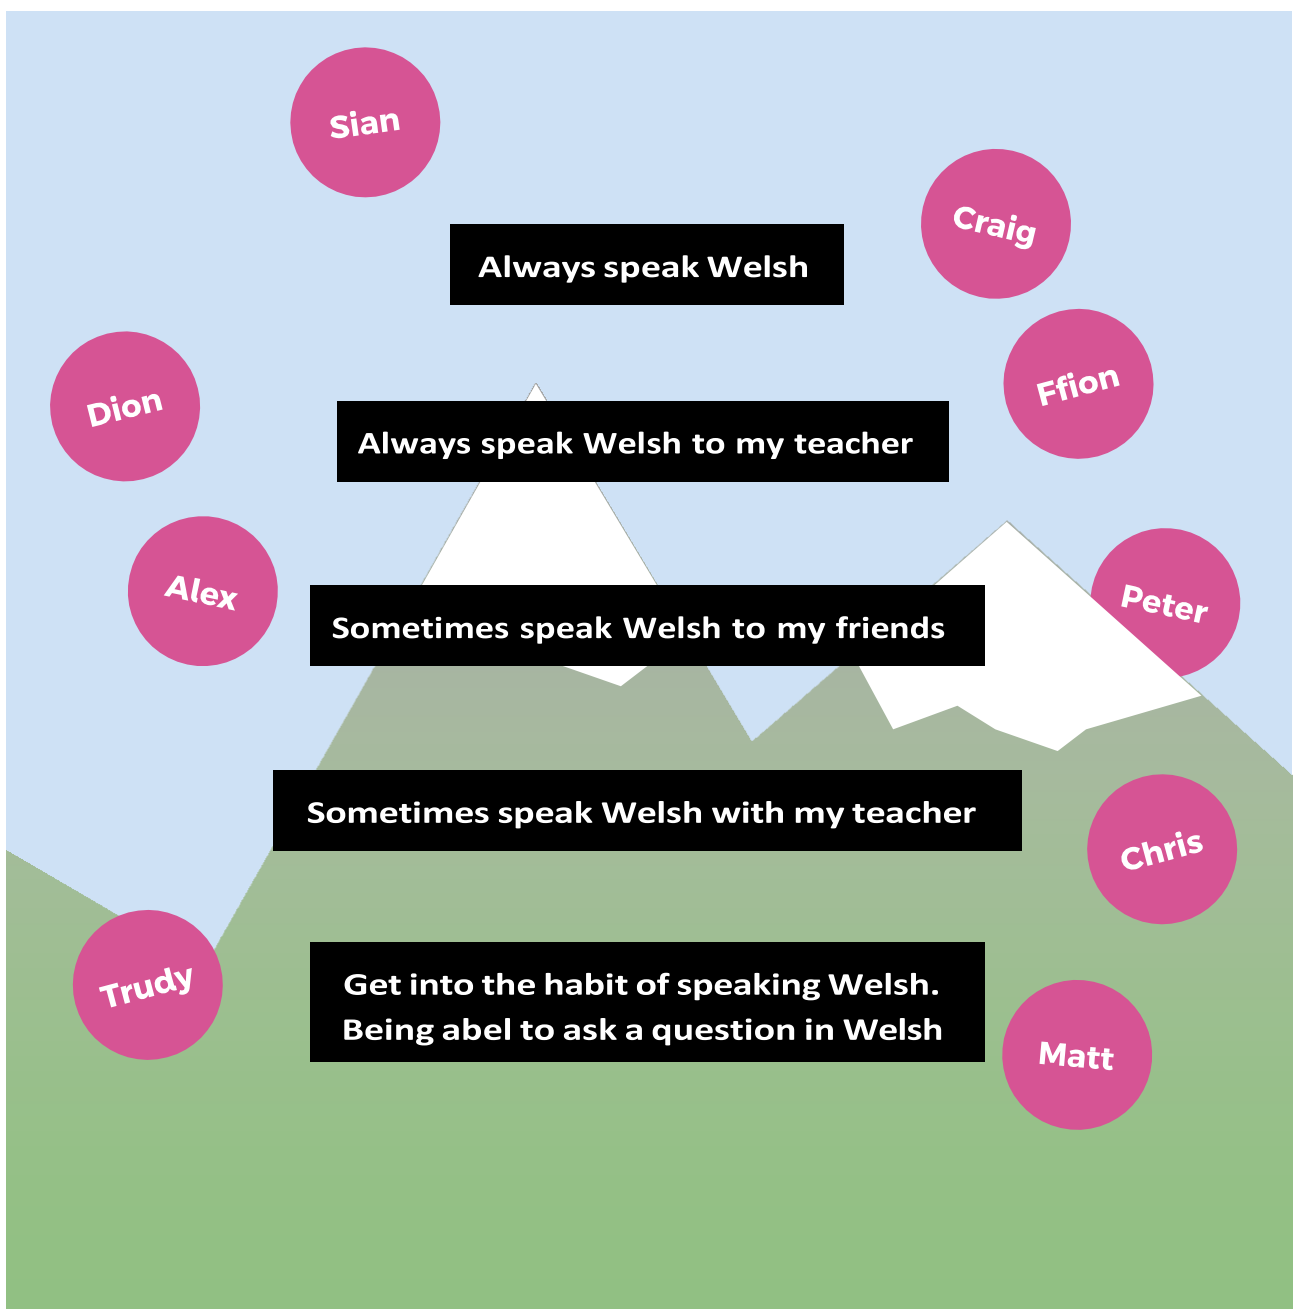 Sian
Craig
Always speak Welsh
Ffion
Dion
Always speak Welsh to my teacher
Alex
Peter
Sometimes speak Welsh to my friends
Sometimes speak Welsh with my teacher
Chris
Trudy
Get into the habit of speaking Welsh.
Being abel to ask a question in Welsh
Matt